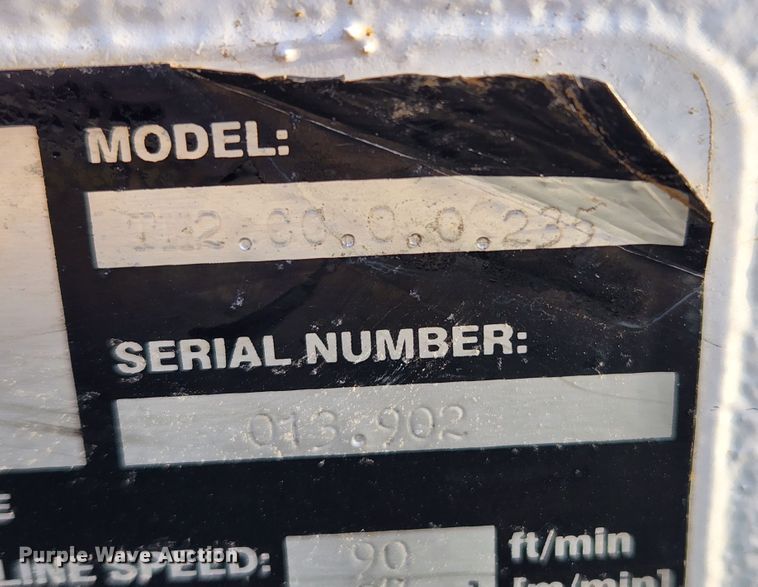 MODEL:
SERIAL NUMBER:
013.902
E
LINE SPEED: 90 ft/min
[m/min]
Purple Wave Auction